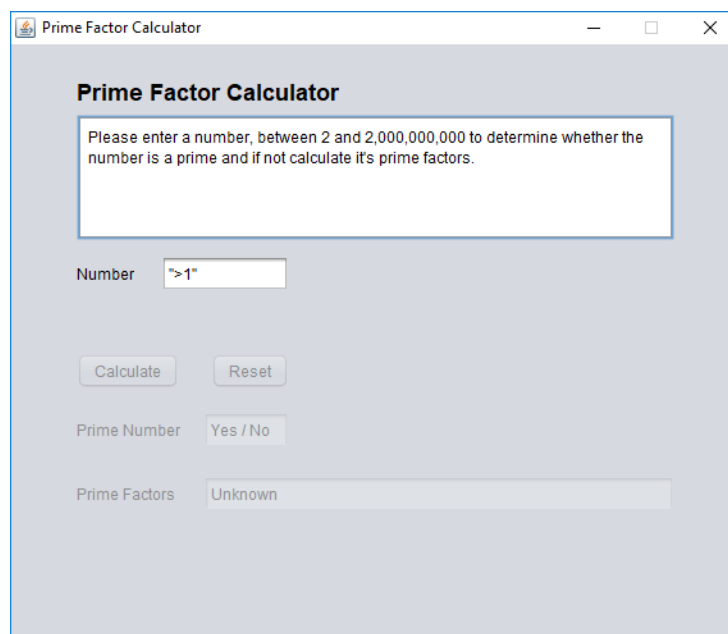 Prime Factor Calculator
Prime Factor Calculator
Please enter a number, between 2 and 2,000,000,000 to determine whether the
number is a prime and if not calculate it's prime factors.
Number ">1"
Calculate Reset
Prime Number Yes / No
Prime Factors Unknown